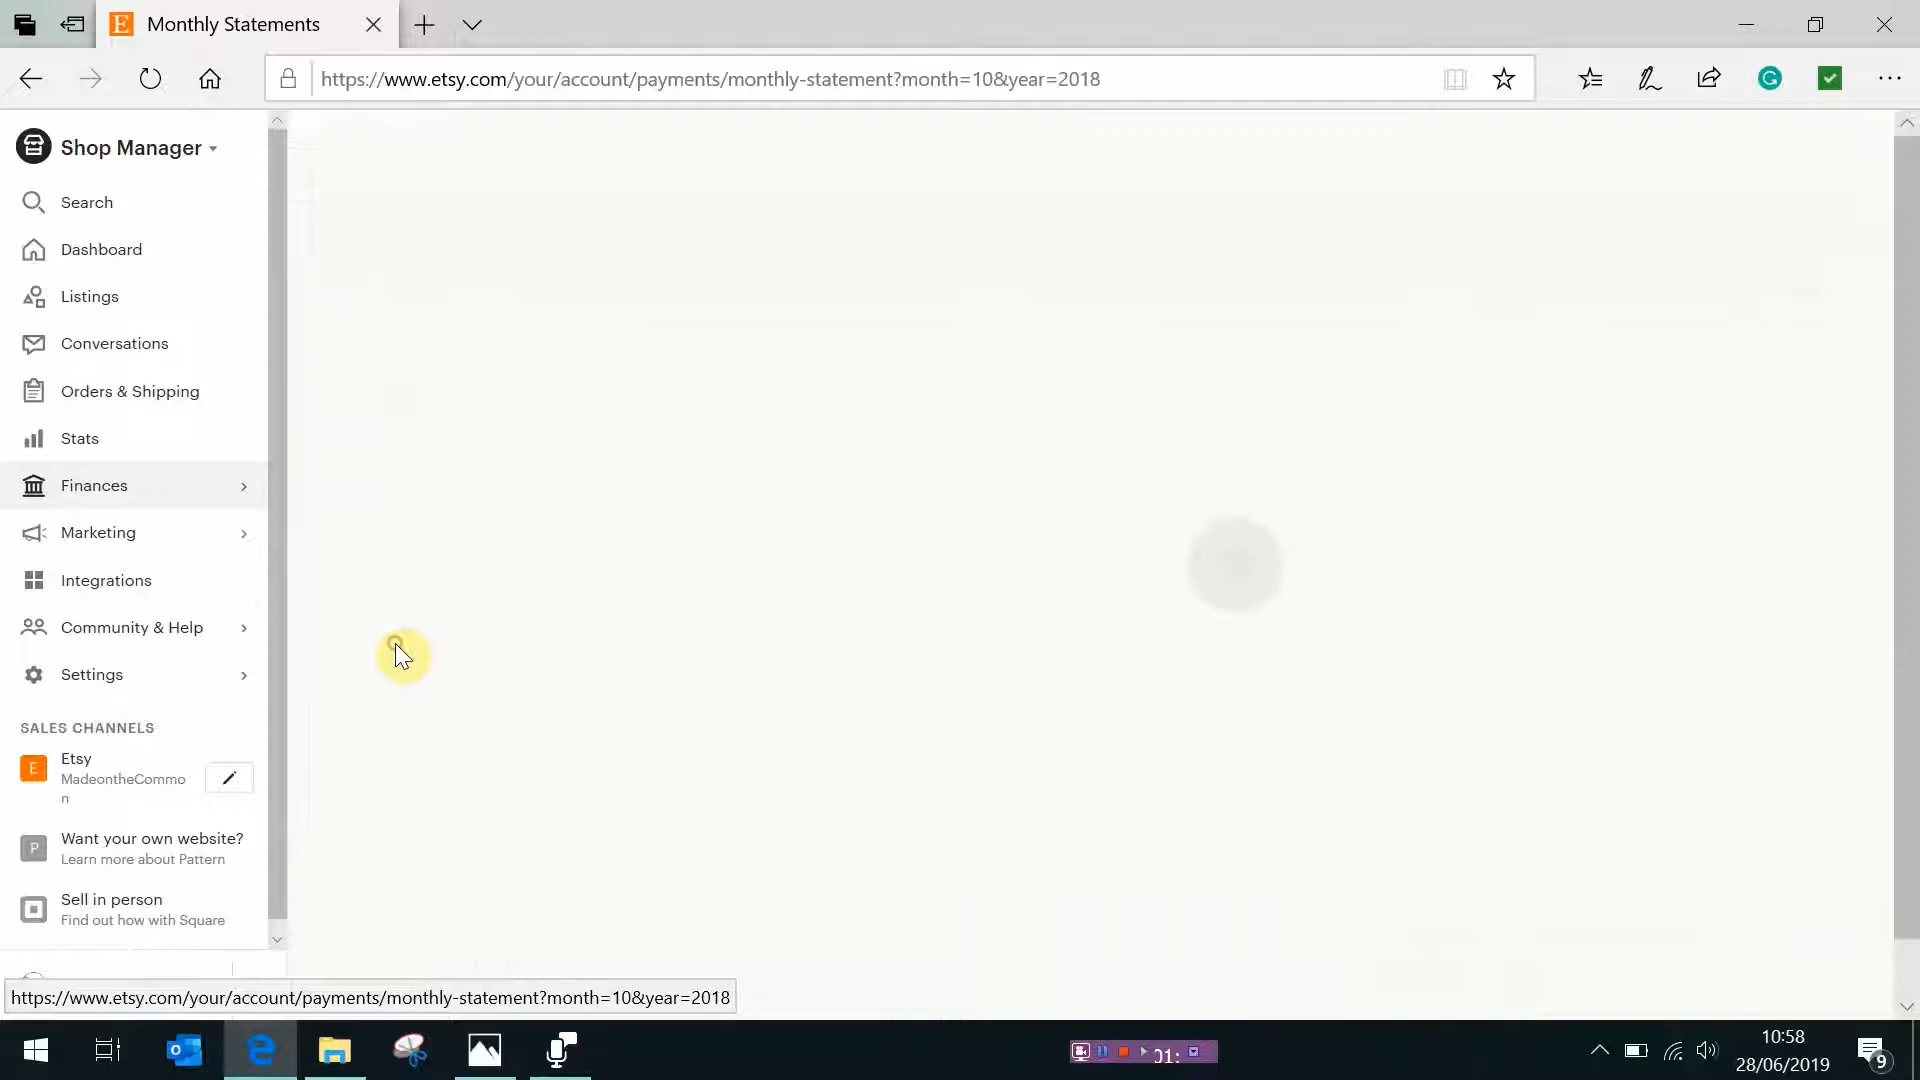 Monthly Statements
https://www.etsy.com/your/account/payments/monthly-statement?month=10&year=2018
Shop Manager
Search
Dashboard
Listings
Conversations
Orders & Shipping
Stats
Finances
Marketing
Integrations
Community & Help
Settings
SALES CHANNELS
E
Etsy
MadeontheCommo
n
P
Want your own website?
Learn more about Pattern
Sell in person
Find out how with Square
https://www.etsy.com/your/account/payments/monthly-statement?month=10&year=2018
01:
10:58
28/06/2019
9